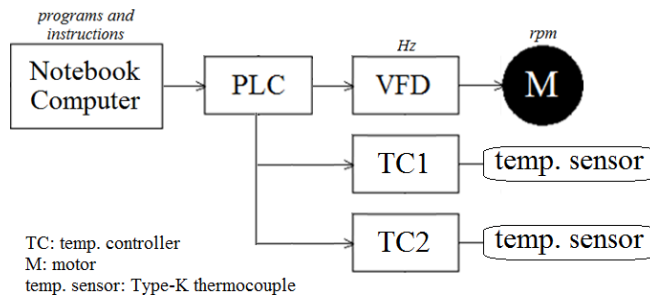 programs and
instructions
Notebook
Computer
PLC
Hz
VFD
rpm
M
TC1
temp. sensor
TC2
temp. sensor
TC: temp. controller
M: motor
temp. sensor: Type-K thermocouple